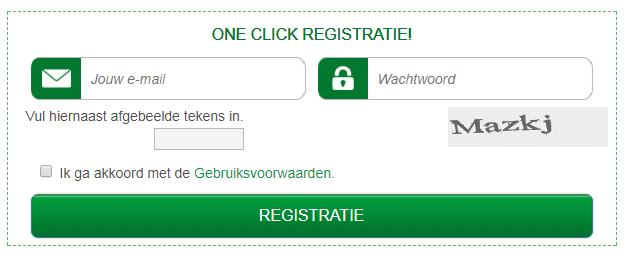 ONE CLICK REGISTRATIE!
Jouw e-mail
Wachtwoord
Vul hiernaast afgebeelde tekens in.
Mazkj
Ik ga akkoord met de Gebruiksvoorwaarden.
REGISTRATIE